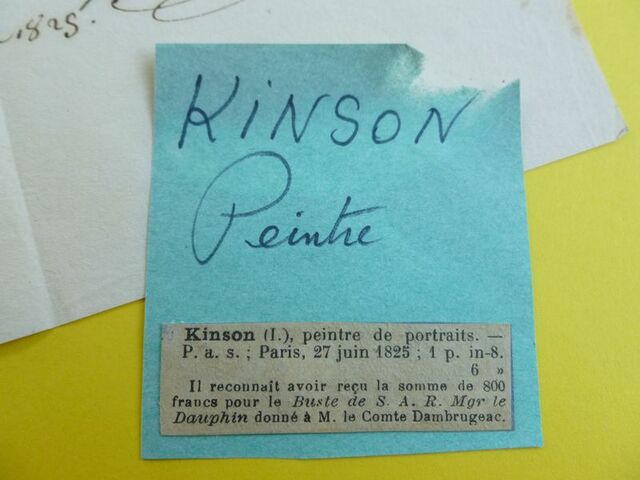 1825.
KINSON
Peintre
Kinson (I.), peintre de portraits. —
P. a. s. ; Paris, 27 juin 1825 ; 1 p. in-8.
6 »
Il reconnaît avoir reçu la somme de 800
francs pour le Buste de S. A. R. Mgr le
Dauphin donné à M. le Comte Dambrugeac.